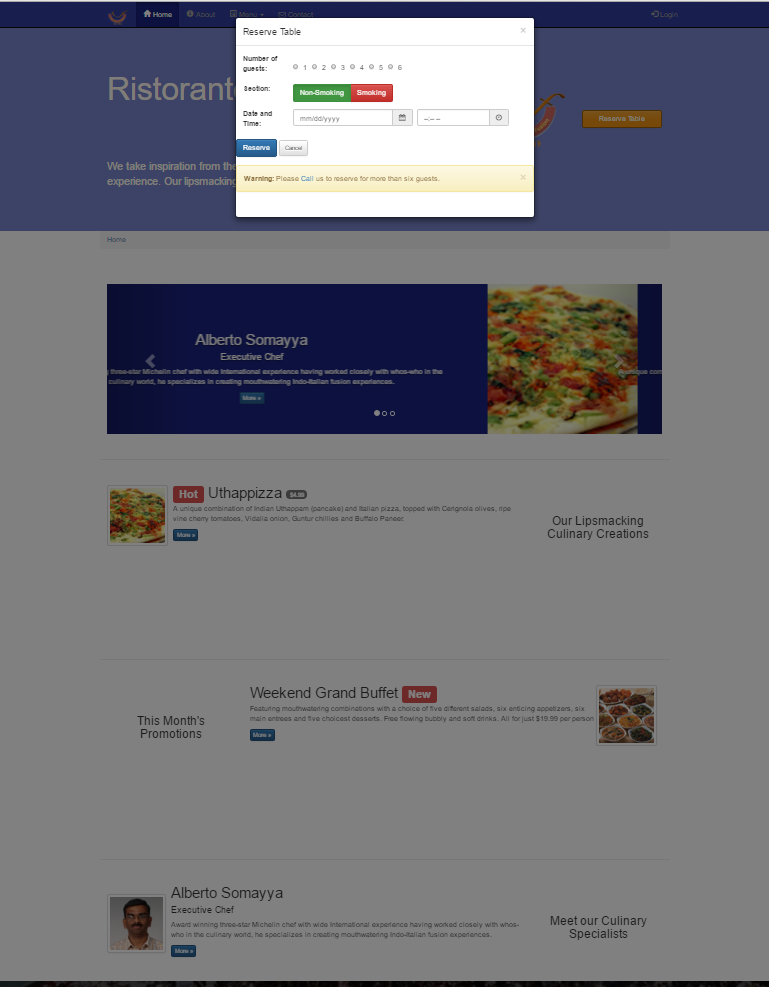 Home About Menu Contact Login
Reserve Table ×
Number of guests: 1 2 3 4 5 6
Section: Non-Smoking Smoking
Date and Time: mm/dd/yyyy --:-- --
Reserve Cancel
Warning: Please Call us to reserve for more than six guests. ×
Ristorant
Reserve Table
We take inspiration from the
experience. Our lipsmacking
Home
Alberto Somayya
Executive Chef
three-star Michelin chef with wide International experience having worked closely with whos-who in the
culinary world, he specializes in creating mouthwatering Indo-Italian fusion experiences.
More »
Hot Uthappizza $4.99
A unique combination of Indian Uthappam (pancake) and Italian pizza, topped with Cerignola olives, ripe
vine cherry tomatoes, Vidalia onion, Guntur chillies and Buffalo Paneer.
More »
Our Lipsmacking
Culinary Creations
This Month's
Promotions
Weekend Grand Buffet New
Featuring mouthwatering combinations with a choice of five different salads, six enticing appetizers, six
main entrees and five choicest desserts. Free flowing bubbly and soft drinks. All for just $19.99 per person
More »
Alberto Somayya
Executive Chef
Award winning three-star Michelin chef with wide International experience having worked closely with whos-
who in the culinary world, he specializes in creating mouthwatering Indo-Italian fusion experiences.
More »
Meet our Culinary
Specialists